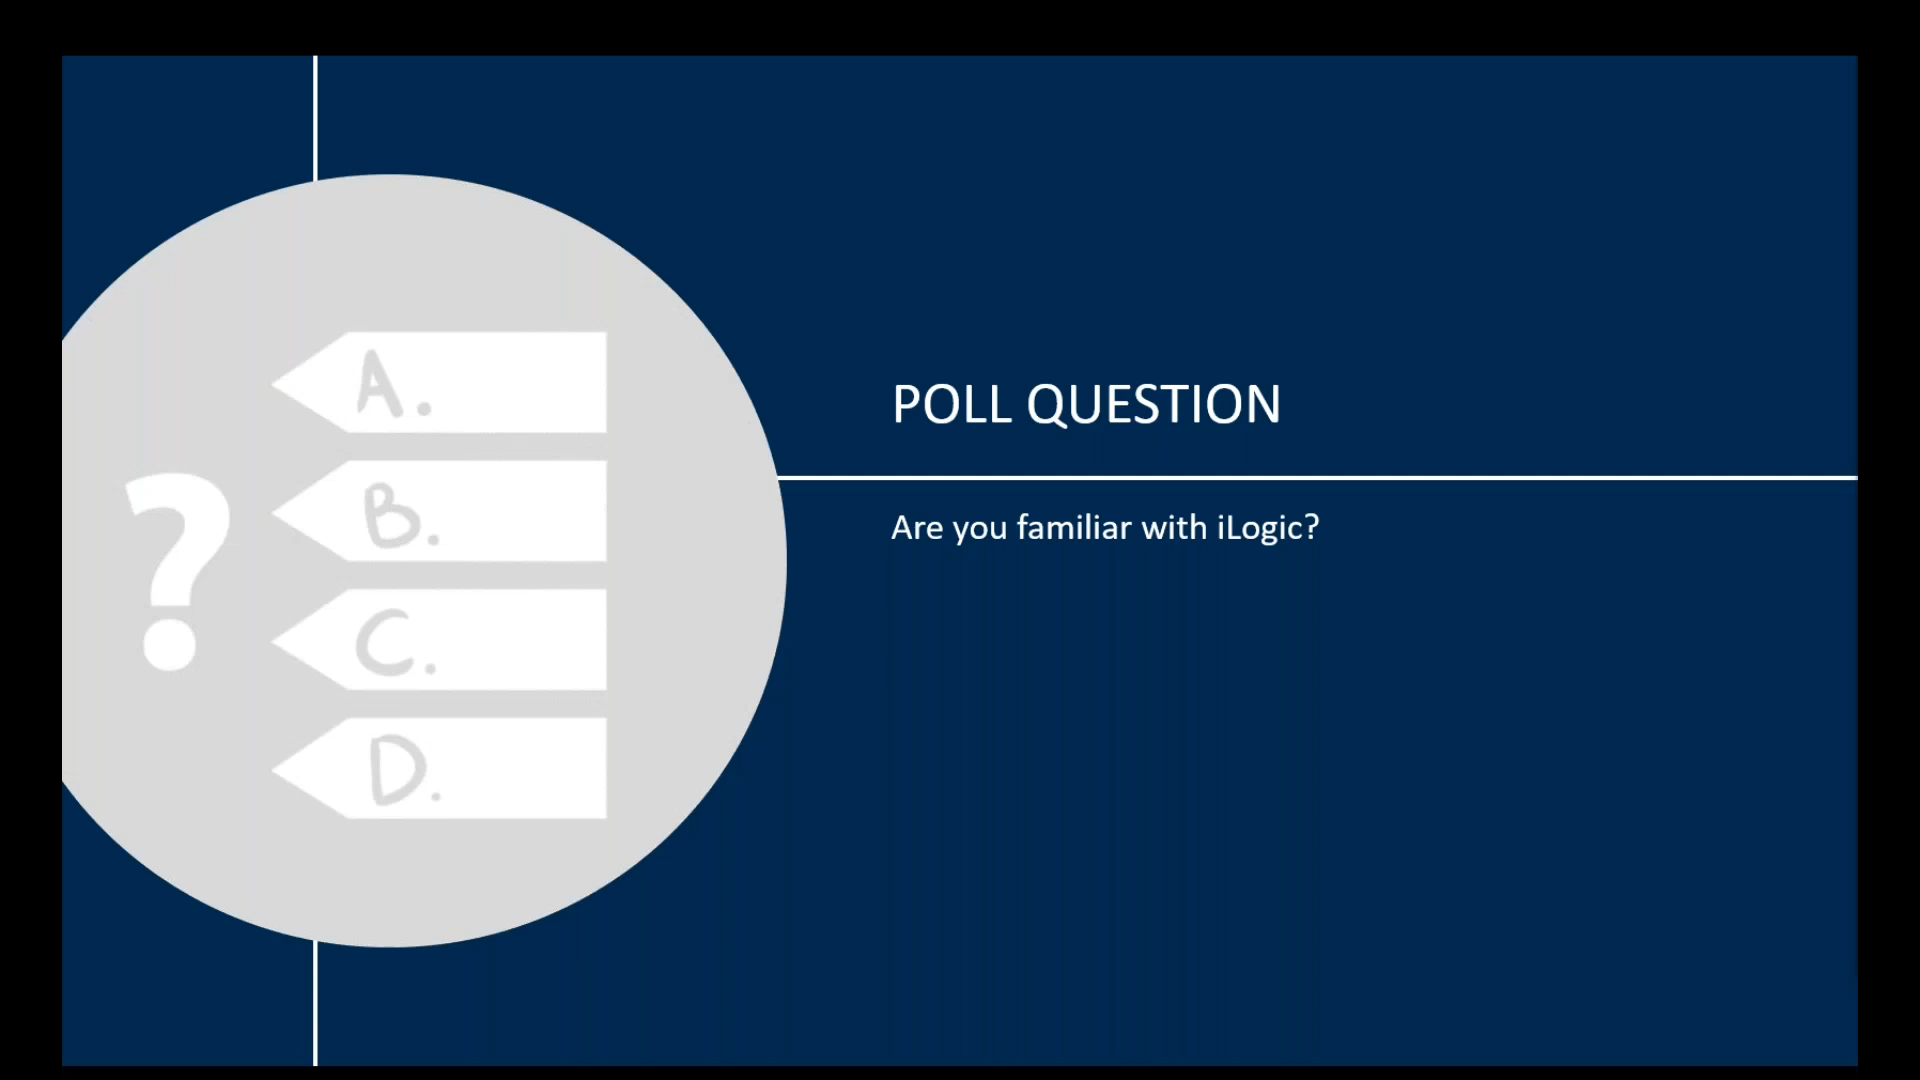 A.
B.
?
C.
D.
POLL QUESTION
Are you familiar with iLogic?